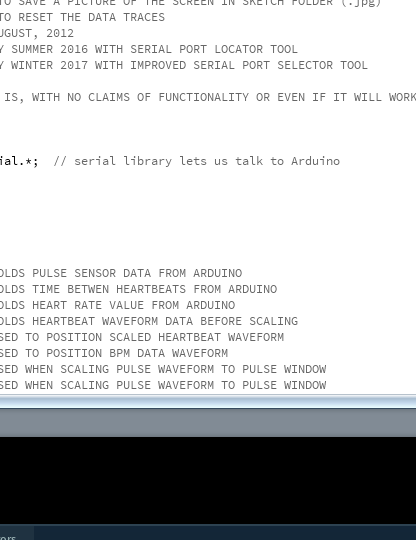 TO SAVE A PICTURE OF THE SCREEN IN SKETCH FOLDER (.jpg)
TO RESET THE DATA TRACES
UGUST, 2012
Y SUMMER 2016 WITH SERIAL PORT LOCATOR TOOL
Y WINTER 2017 WITH IMPROVED SERIAL PORT SELECTOR TOOL
IS, WITH NO CLAIMS OF FUNCTIONALITY OR EVEN IF IT WILL WORK
ial.*; // serial library lets us talk to Arduino
OLDS PULSE SENSOR DATA FROM ARDUINO
OLDS TIME BETWEN HEARTBEATS FROM ARDUINO
OLDS HEART RATE VALUE FROM ARDUINO
OLDS HEARTBEAT WAVEFORM DATA BEFORE SCALING
SED TO POSITION SCALED HEARTBEAT WAVEFORM
SED TO POSITION BPM DATA WAVEFORM
SED WHEN SCALING PULSE WAVEFORM TO PULSE WINDOW
SED WHEN SCALING PULSE WAVEFORM TO PULSE WINDOW